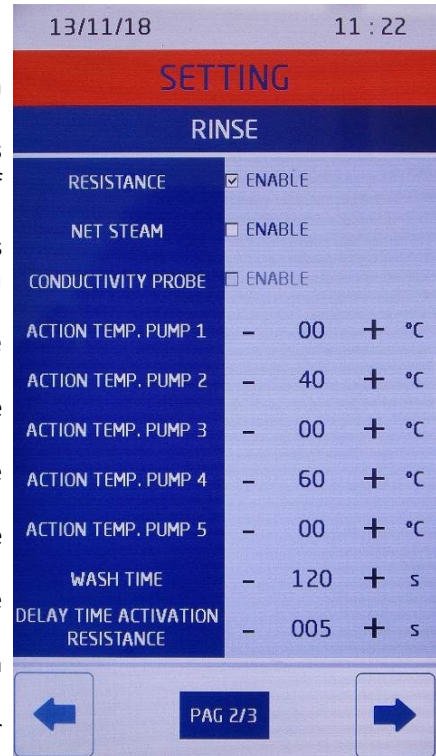 13/11/18 11 : 22
SETTING
RINSE
RESISTANCE ☑ ENABLE
NET STEAM ☐ ENABLE
CONDUCTIVITY PROBE ☐ ENABLE
ACTION TEMP. PUMP 1 - 00 + °C
ACTION TEMP. PUMP 2 - 40 + °C
ACTION TEMP. PUMP 3 - 00 + °C
ACTION TEMP. PUMP 4 - 60 + °C
ACTION TEMP. PUMP 5 - 00 + °C
WASH TIME - 120 + s
DELAY TIME ACTIVATION
RESISTANCE - 005 + s
PAG 2/3